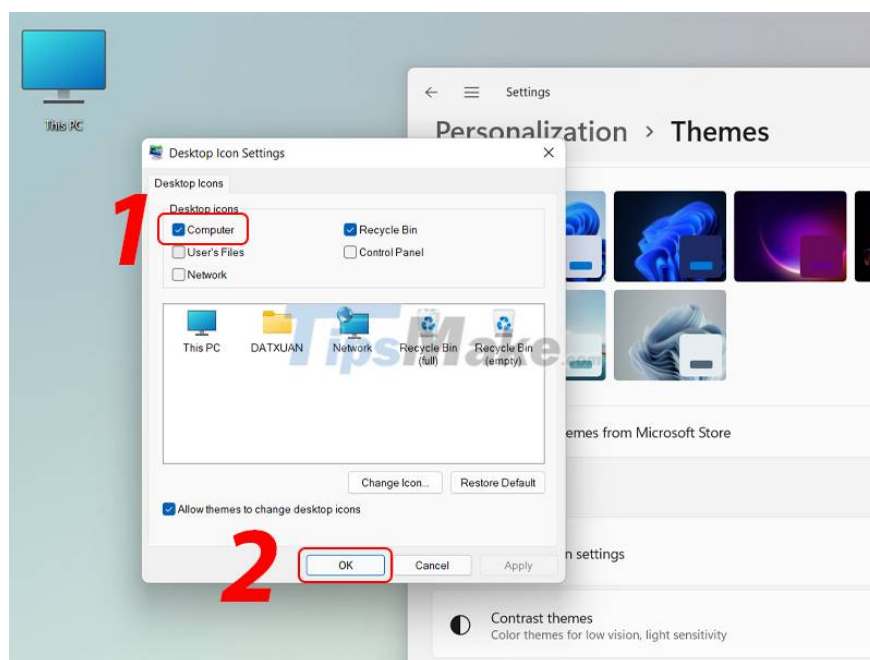 This PC
Settings
Personalization > Themes
Desktop Icon Settings
Desktop Icons
1
Desktop icons
Computer
Recycle Bin
User's Files
Control Panel
Network
This PC
DATXUAN
Network
Recycle Bin (full)
Recycle Bin (empty)
TipsMake.com
emes from Microsoft Store
Change Icon...
Restore Default
Allow themes to change desktop icons
2
OK
Cancel
Apply
n settings
Contrast themes
Color themes for low vision, light sensitivity